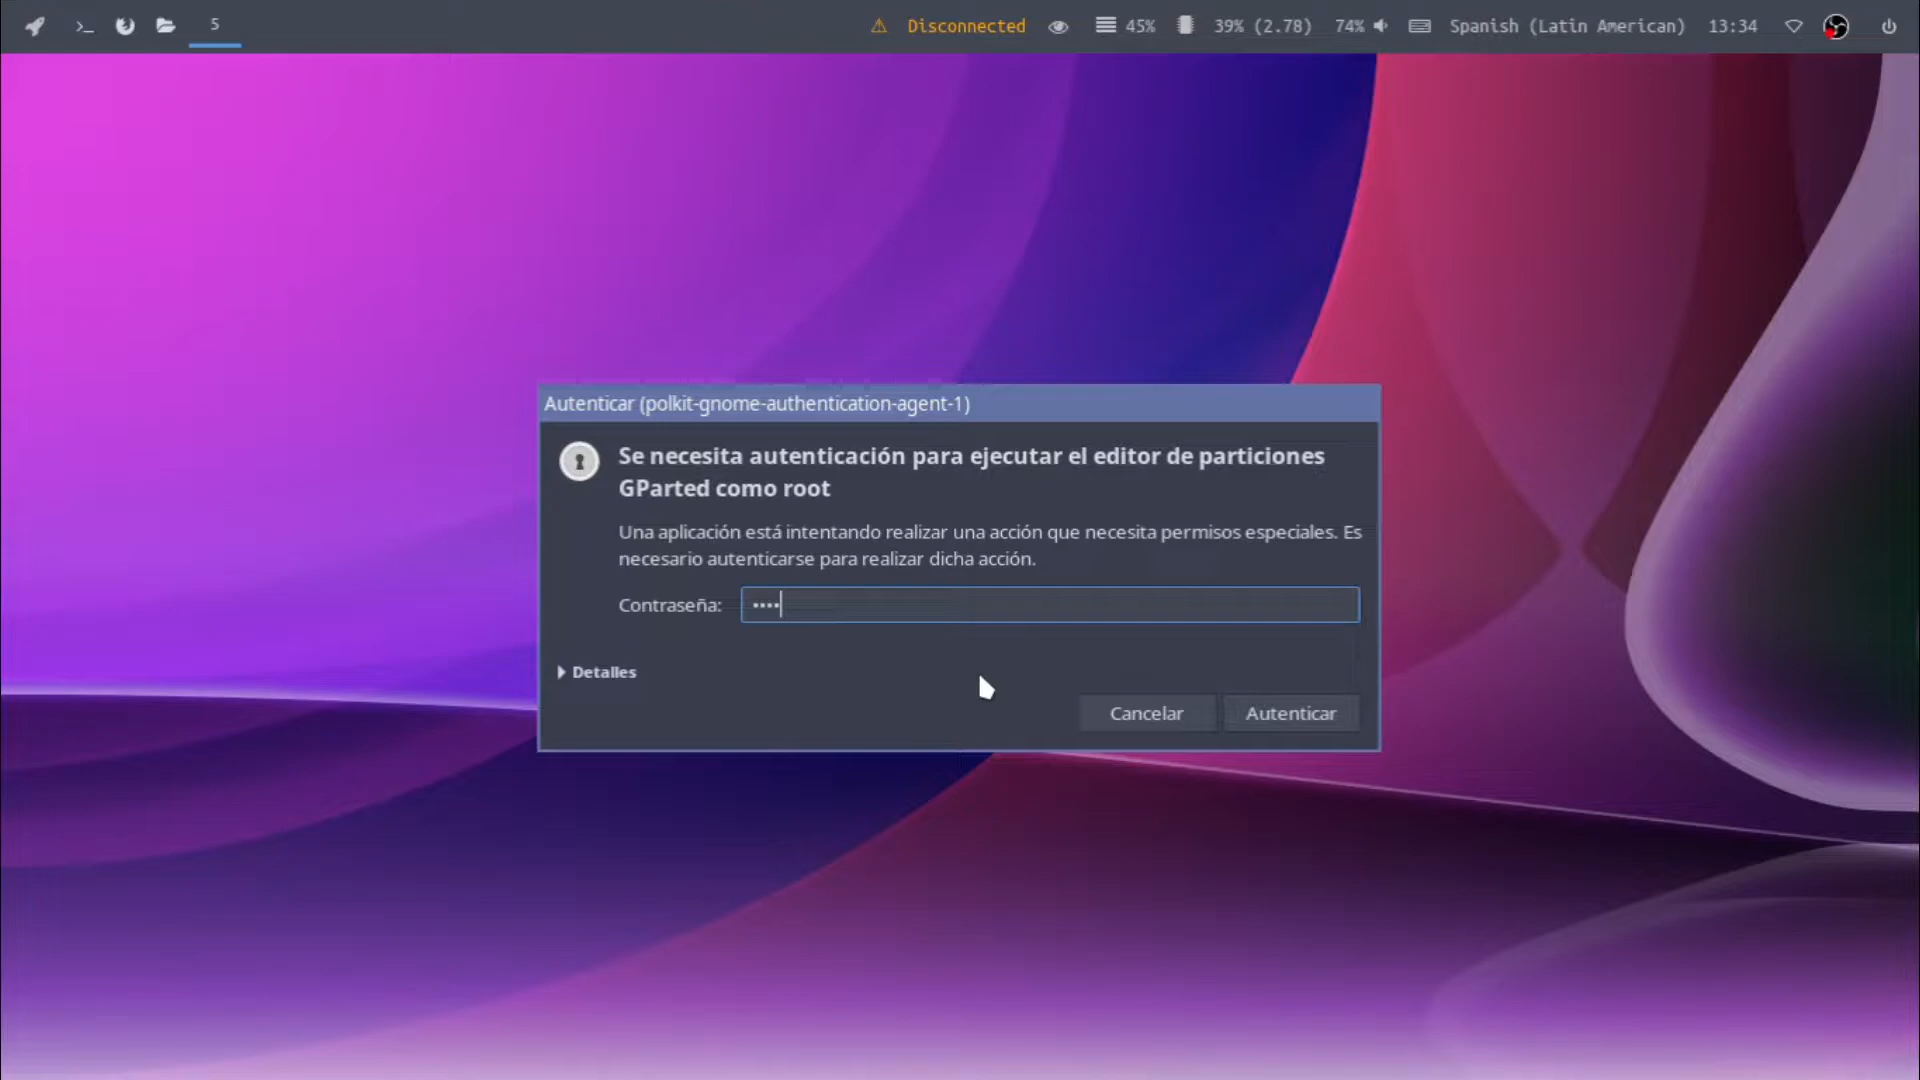 5 Disconnected 45% 39% (2.78) 74% Spanish (Latin American) 13:34
Autenticar (polkit-gnome-authentication-agent-1)
Se necesita autenticación para ejecutar el editor de particiones
GParted como root
Una aplicación está intentando realizar una acción que necesita permisos especiales. Es
necesario autenticarse para realizar dicha acción.
Contraseña: ••••
Detalles
Cancelar Autenticar